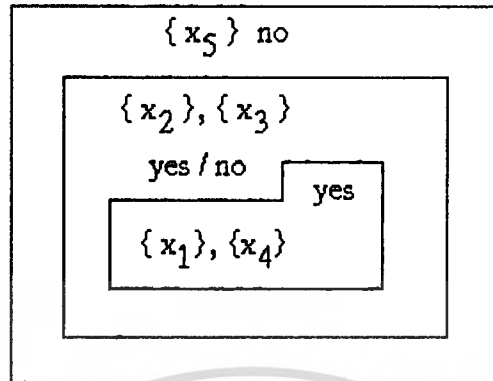 { x₅ } no
{ x₂ }, { x₃ }
yes / no
yes
{ x₁ }, {x₄}